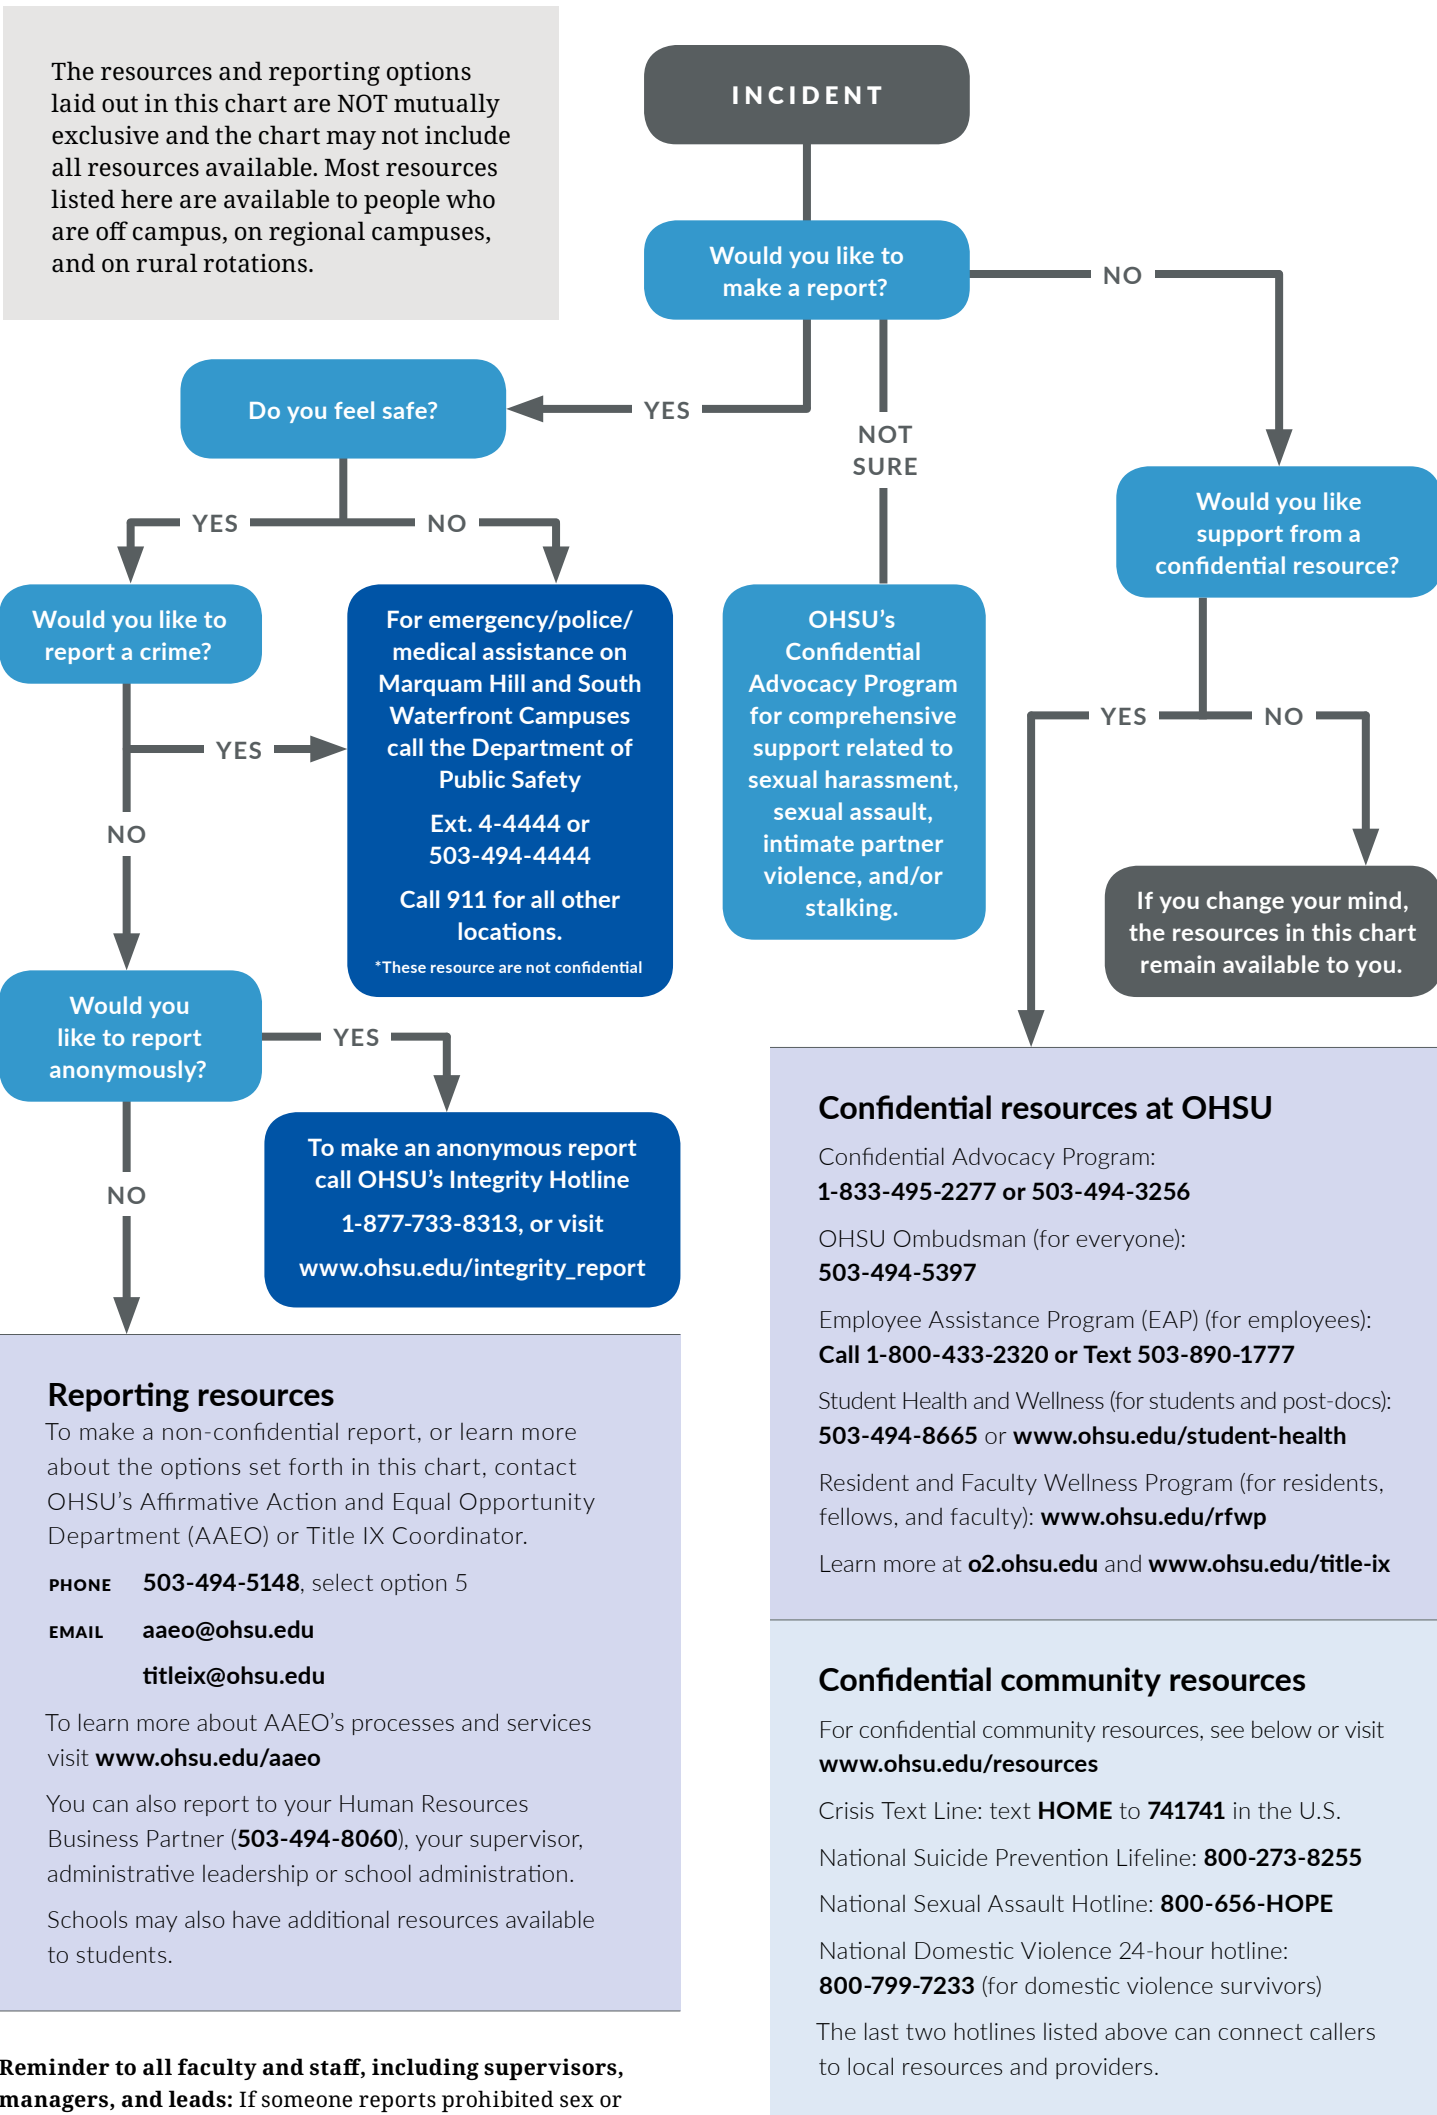 The resources and reporting options
laid out in this chart are NOT mutually
exclusive and the chart may not include
all resources available. Most resources
listed here are available to people who
are off campus, on regional campuses,
and on rural rotations.
INCIDENT
Would you like to
make a report?
NO
YES
NOT
SURE
Do you feel safe?
YES
NO
Would you like
support from a
confidential resource?
Would you like to
report a crime?
YES
NO
For emergency/police/
medical assistance on
Marquam Hill and South
Waterfront Campuses
call the Department of
Public Safety
Ext. 4-4444 or
503-494-4444
Call 911 for all other
locations.
*These resource are not confidential
OHSU’s
Confidential
Advocacy Program
for comprehensive
support related to
sexual harassment,
sexual assault,
intimate partner
violence, and/or
stalking.
YES
NO
If you change your mind,
the resources in this chart
remain available to you.
Would you
like to report
anonymously?
YES
NO
To make an anonymous report
call OHSU’s Integrity Hotline
1-877-733-8313, or visit
www.ohsu.edu/integrity_report
Reporting resources
To make a non-confidential report, or learn more
about the options set forth in this chart, contact
OHSU’s Affirmative Action and Equal Opportunity
Department (AAEO) or Title IX Coordinator.
PHONE 503-494-5148, select option 5
EMAIL aaeo@ohsu.edu
titleix@ohsu.edu
To learn more about AAEO’s processes and services
visit www.ohsu.edu/aaeo
You can also report to your Human Resources
Business Partner (503-494-8060), your supervisor,
administrative leadership or school administration.
Schools may also have additional resources available
to students.
Reminder to all faculty and staff, including supervisors,
managers, and leads: If someone reports prohibited sex or
Confidential resources at OHSU
Confidential Advocacy Program:
1-833-495-2277 or 503-494-3256
OHSU Ombudsman (for everyone):
503-494-5397
Employee Assistance Program (EAP) (for employees):
Call 1-800-433-2320 or Text 503-890-1777
Student Health and Wellness (for students and post-docs):
503-494-8665 or www.ohsu.edu/student-health
Resident and Faculty Wellness Program (for residents,
fellows, and faculty): www.ohsu.edu/rfwp
Learn more at o2.ohsu.edu and www.ohsu.edu/title-ix
Confidential community resources
For confidential community resources, see below or visit
www.ohsu.edu/resources
Crisis Text Line: text HOME to 741741 in the U.S.
National Suicide Prevention Lifeline: 800-273-8255
National Sexual Assault Hotline: 800-656-HOPE
National Domestic Violence 24-hour hotline:
800-799-7233 (for domestic violence survivors)
The last two hotlines listed above can connect callers
to local resources and providers.